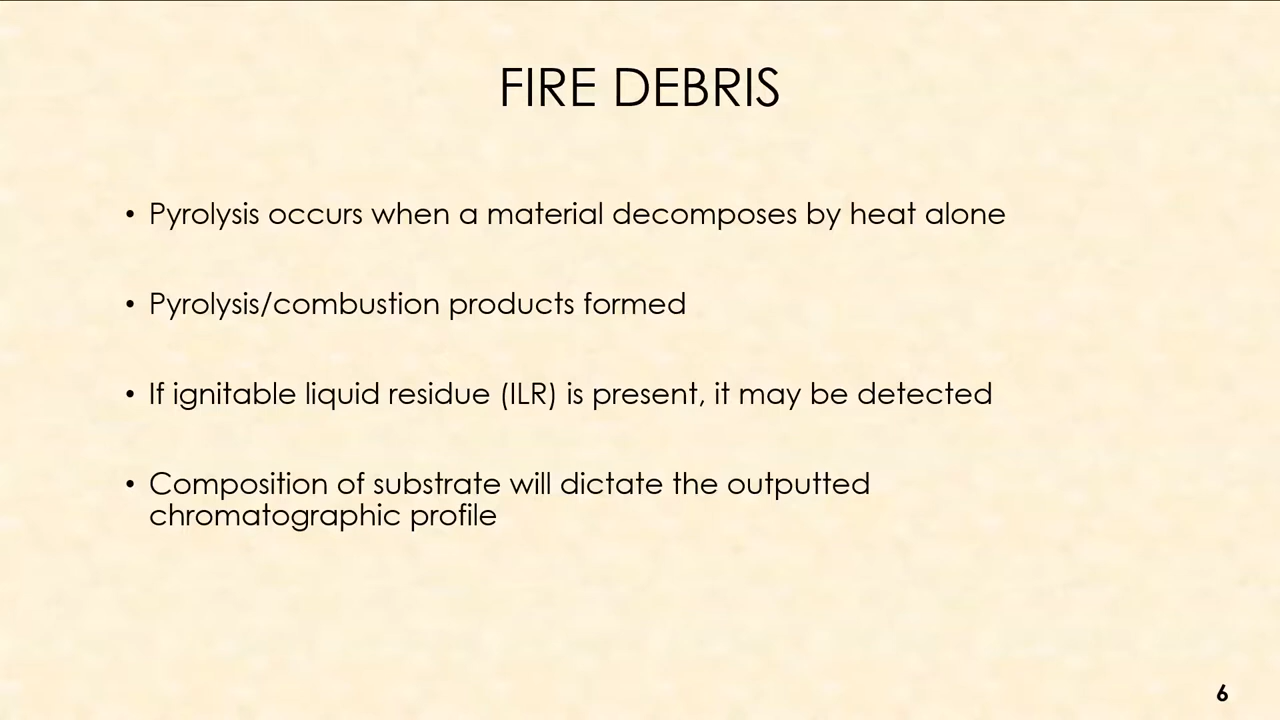 FIRE DEBRIS
• Pyrolysis occurs when a material decomposes by heat alone
• Pyrolysis/combustion products formed
• If ignitable liquid residue (ILR) is present, it may be detected
• Composition of substrate will dictate the outputted
chromatographic profile
6